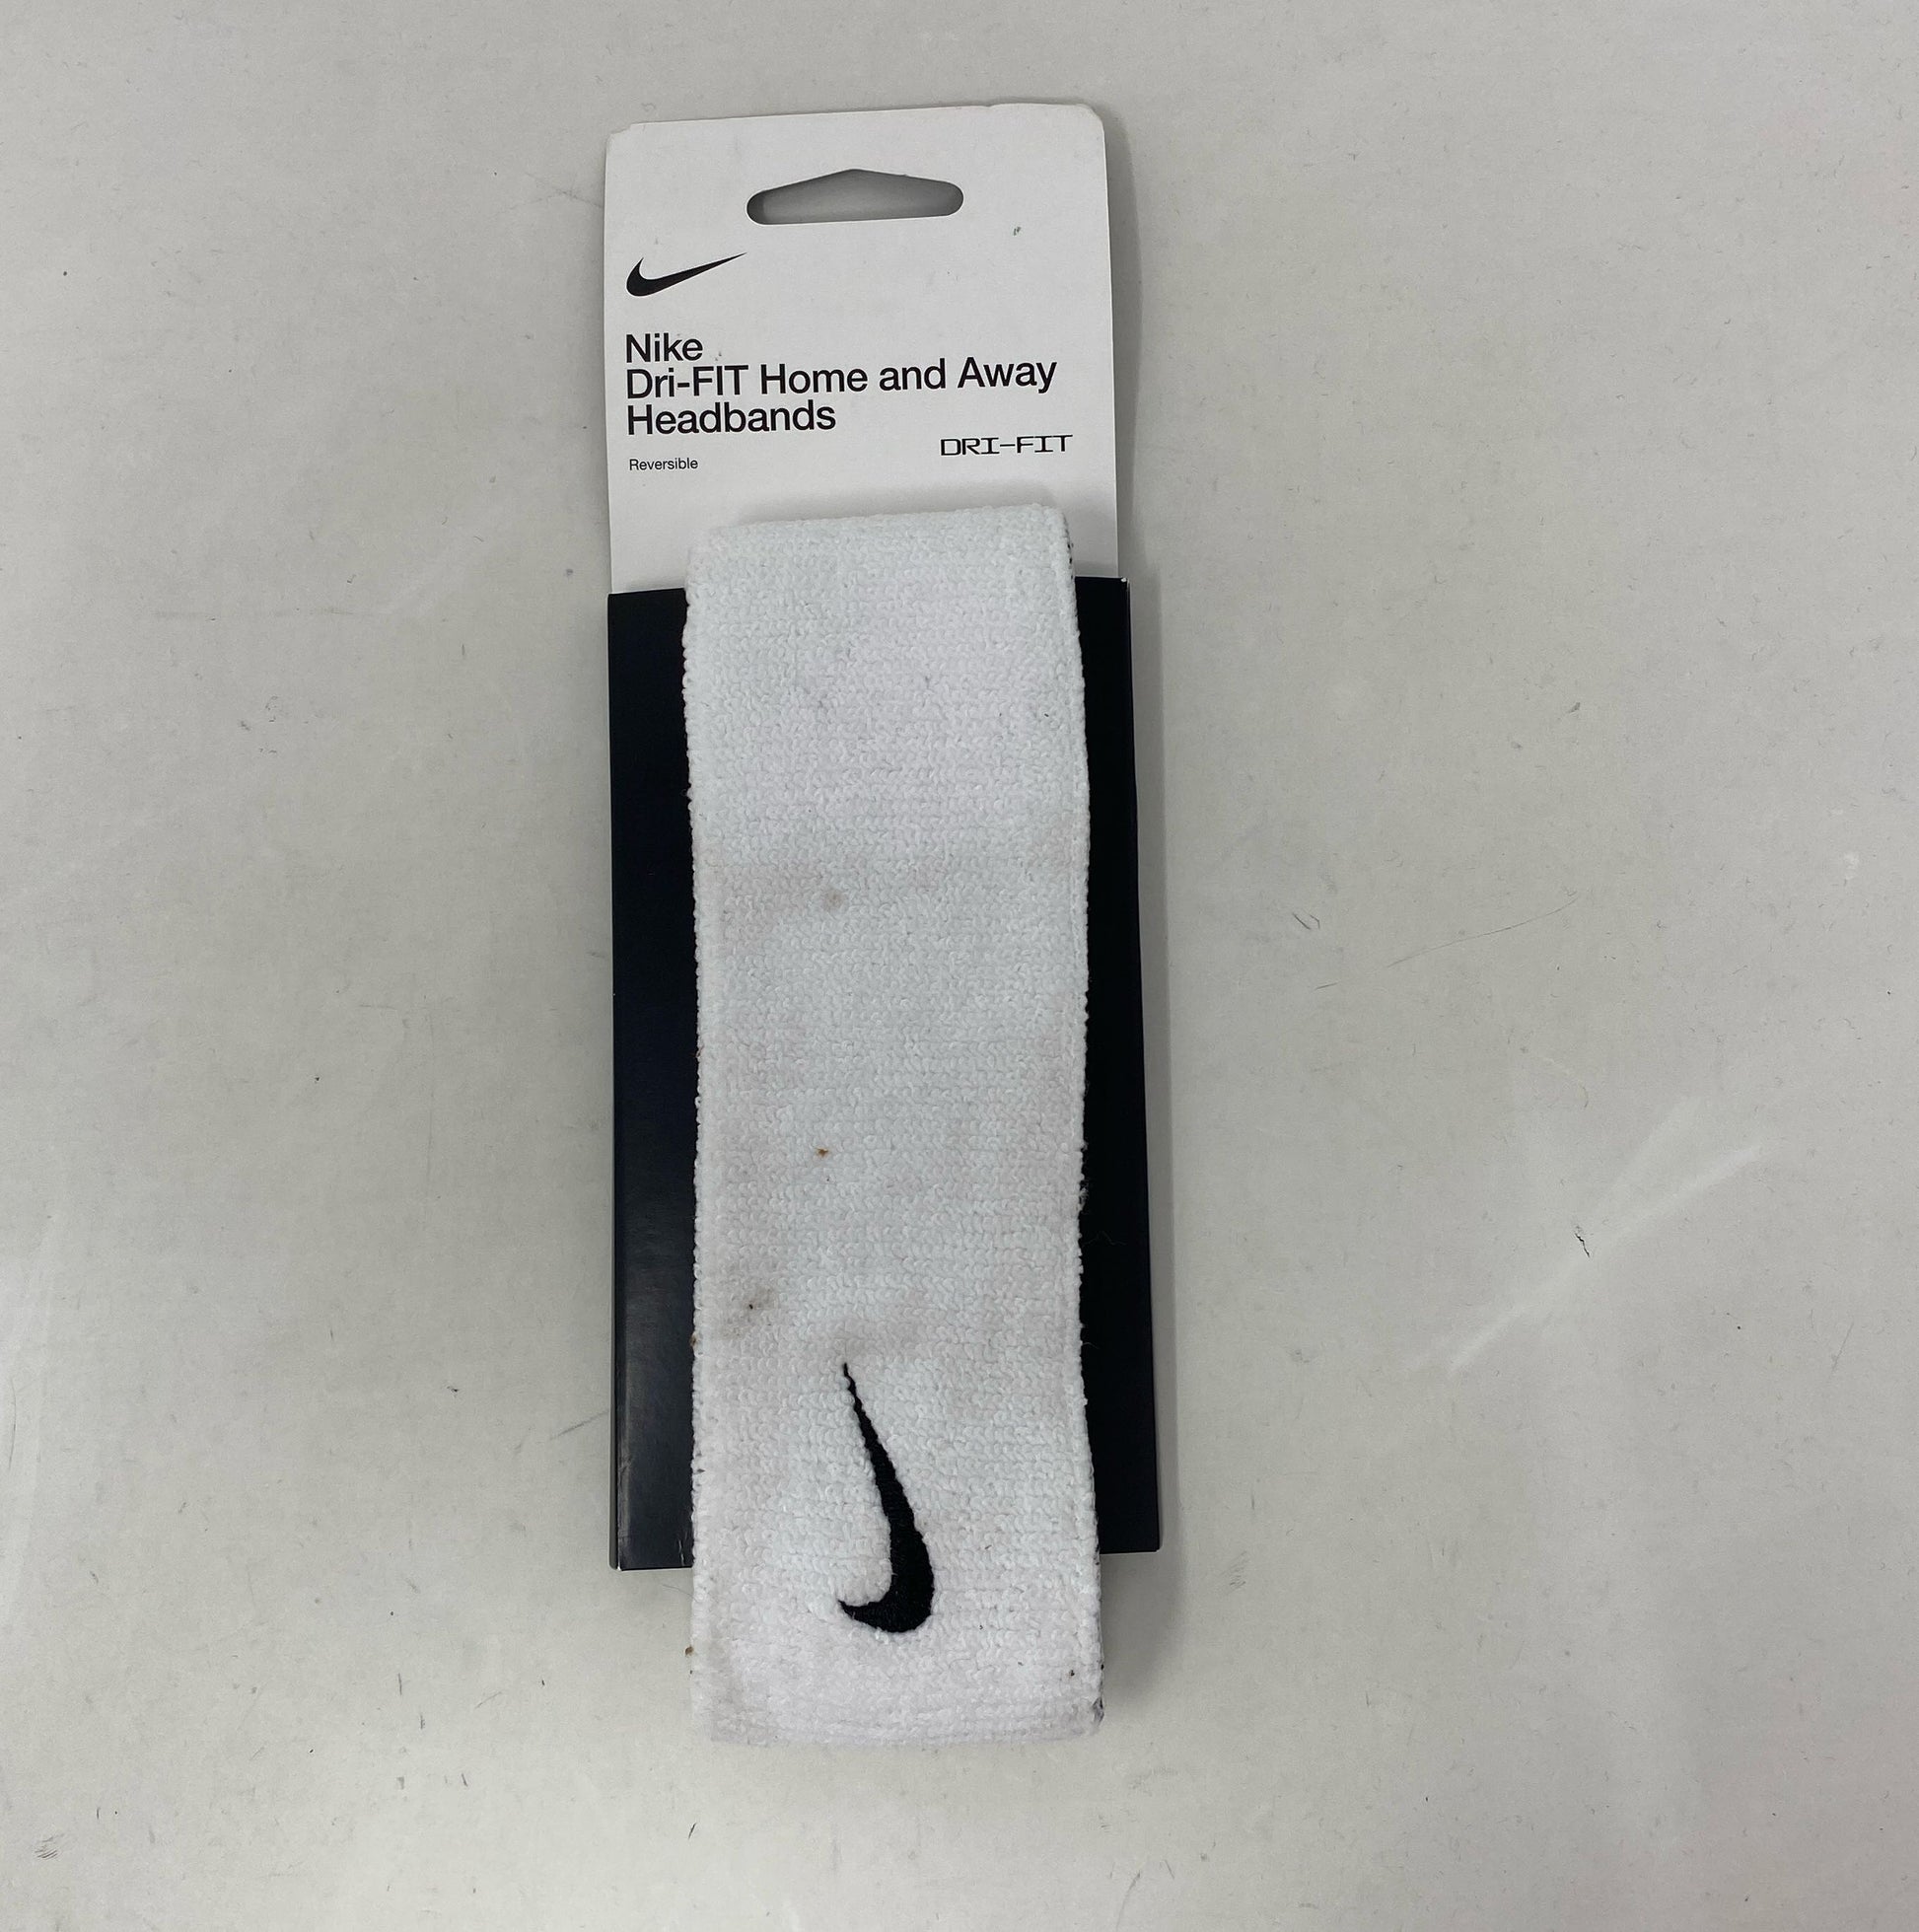 Nike
Dri-FIT Home and Away
Headbands
DRI-FIT
Reversible